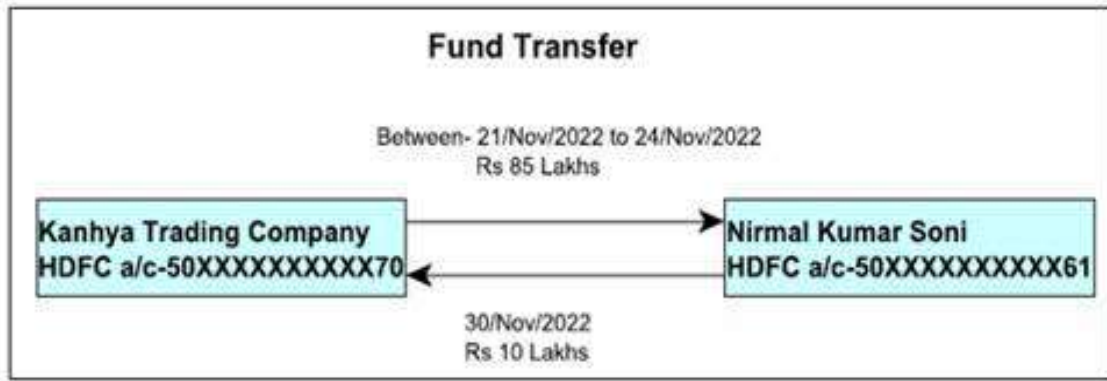 Fund Transfer
Between- 21/Nov/2022 to 24/Nov/2022
Rs 85 Lakhs
Kanhya Trading Company
HDFC a/c-50XXXXXXXXXX70
Nirmal Kumar Soni
HDFC a/c-50XXXXXXXXXX61
30/Nov/2022
Rs 10 Lakhs